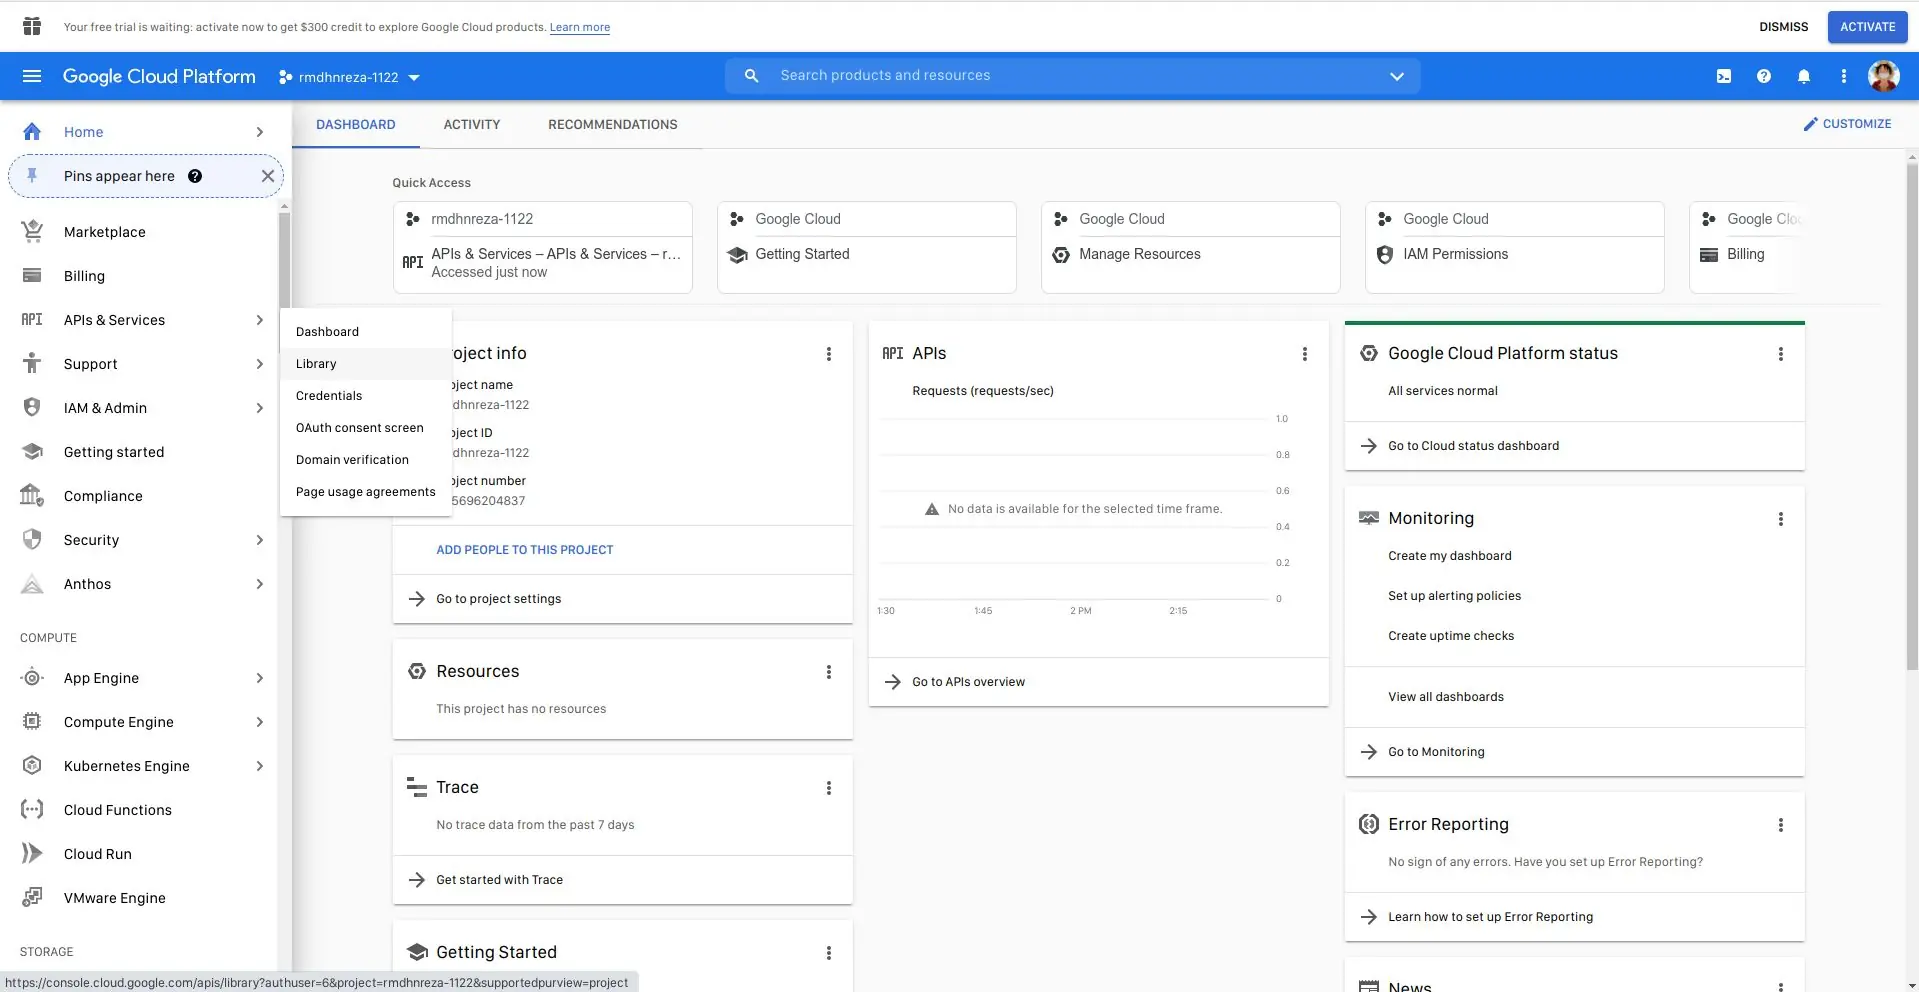 Your free trial is waiting: activate now to get $300 credit to explore Google Cloud products. Learn more
DISMISS
ACTIVATE
Google Cloud Platform
rmdhnreza-1122
Search products and resources
Home
Pins appear here
Marketplace
Billing
API
APIs & Services
Support
IAM & Admin
Getting started
Compliance
Security
Anthos
COMPUTE
App Engine
Compute Engine
Kubernetes Engine
Cloud Functions
Cloud Run
VMware Engine
STORAGE
Dashboard
Library
Credentials
OAuth consent screen
Domain verification
Page usage agreements
DASHBOARD
ACTIVITY
RECOMMENDATIONS
CUSTOMIZE
Quick Access
rmdhnreza-1122
API
APIs & Services – APIs & Services – r...
Accessed just now
Google Cloud
Getting Started
Google Cloud
Manage Resources
Google Cloud
IAM Permissions
Google Clo
Billing
oject info
ject name
dhnreza-1122
ject ID
dhnreza-1122
ject number
5696204837
ADD PEOPLE TO THIS PROJECT
Go to project settings
Resources
This project has no resources
Trace
No trace data from the past 7 days
Get started with Trace
Getting Started
API APIs
Requests (requests/sec)
1.0
0.8
0.6
No data is available for the selected time frame.
0.4
0.2
0
1:30 1:45 2 PM 2:15
Go to APIs overview
Google Cloud Platform status
All services normal
Go to Cloud status dashboard
Monitoring
Create my dashboard
Set up alerting policies
Create uptime checks
View all dashboards
Go to Monitoring
Error Reporting
No sign of any errors. Have you set up Error Reporting?
Learn how to set up Error Reporting
News
https://console.cloud.google.com/apis/library?authuser=6&project=rmdhnreza-1122&supportedpurview=project